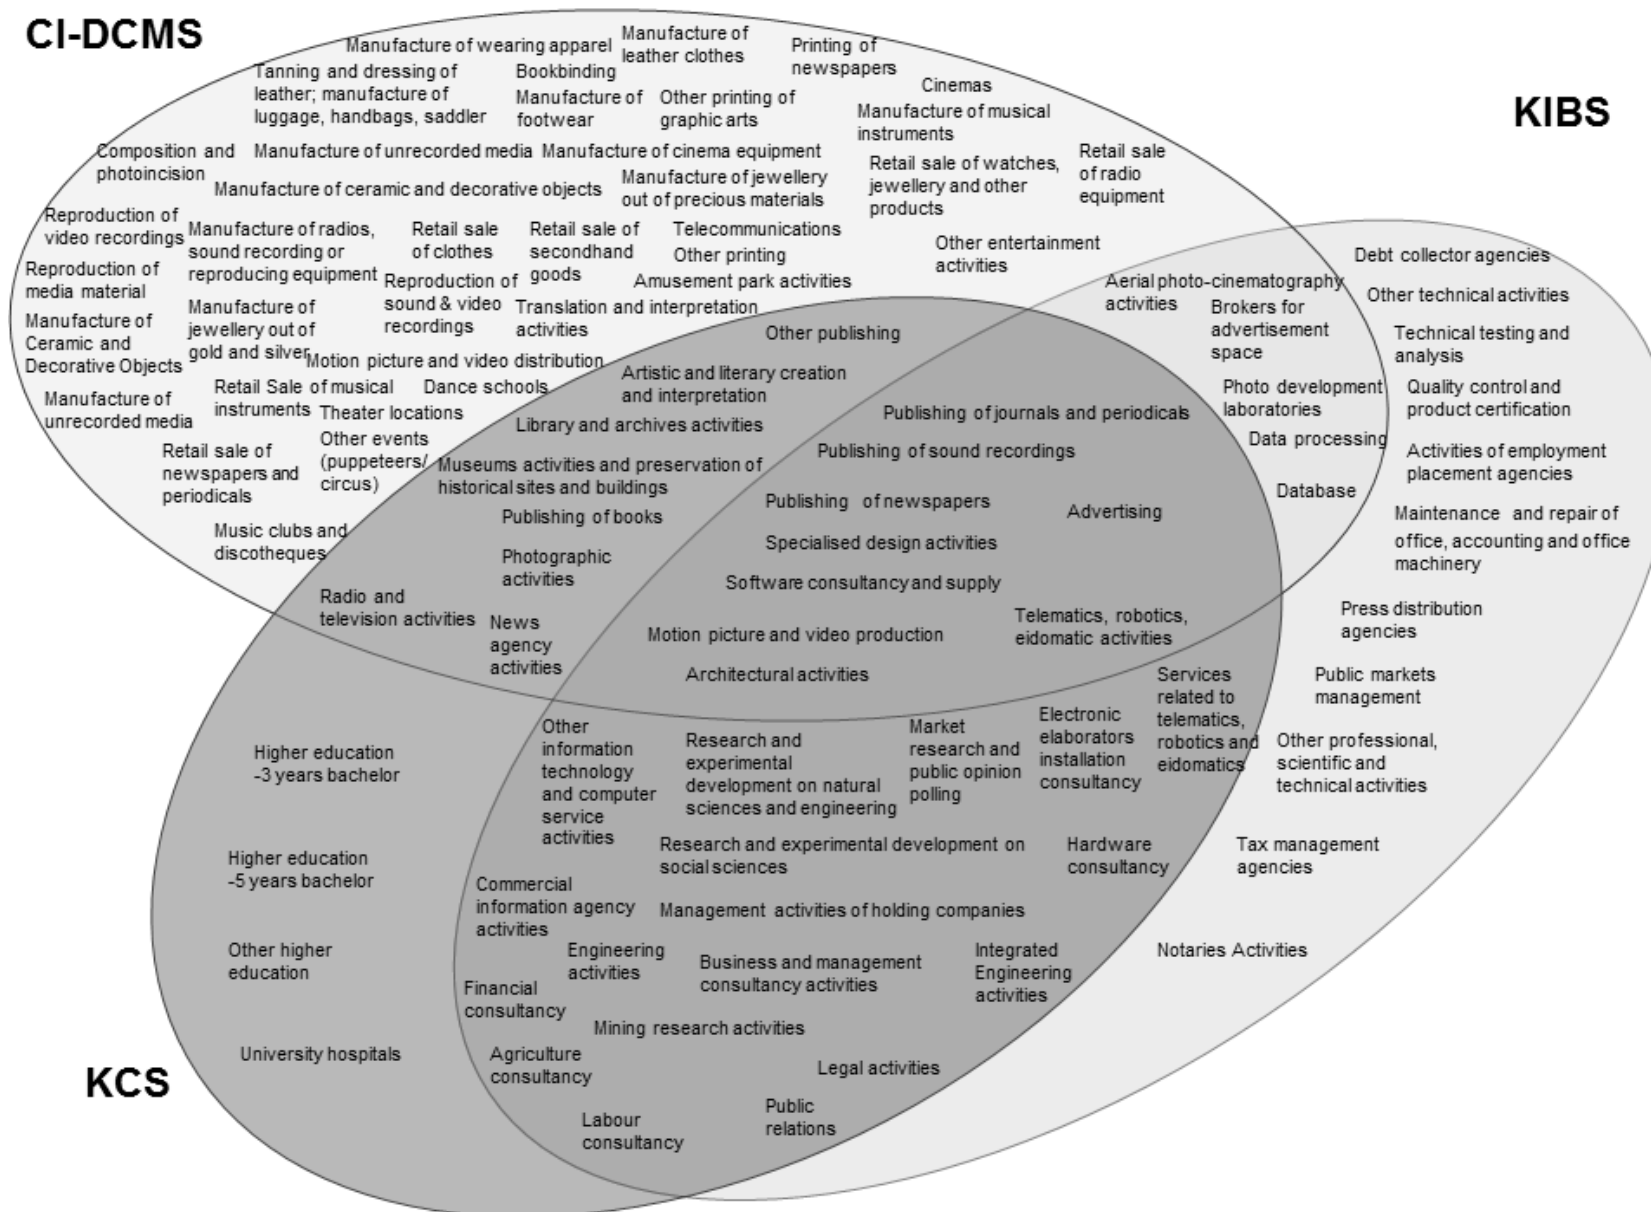 CI-DCMS
KIBS
KCS
Manufacture of wearing apparel
Manufacture of
leather clothes
Printing of
newspapers
Tanning and dressing of
leather; manufacture of
luggage, handbags, saddler
Bookbinding
Manufacture of
footwear
Other printing of
graphic arts
Cinemas
Manufacture of musical
instruments
Composition and
photoincision
Manufacture of unrecorded media
Manufacture of cinema equipment
Retail sale of watches,
jewellery and other
products
Retail sale
of radio
equipment
Manufacture of ceramic and decorative objects
Manufacture of jewellery
out of precious materials
Reproduction of
video recordings
Manufacture of radios,
sound recording or
reproducing equipment
Retail sale
of clothes
Retail sale of
secondhand
goods
Telecommunications
Other printing
Other entertainment
activities
Reproduction of
media material
Reproduction of
sound & video
recordings
Amusement park activities
Manufacture of
Ceramic and
Decorative Objects
Manufacture of
jewellery out of
gold and silver
Translation and interpretation
activities
Motion picture and video distribution
Manufacture of
unrecorded media
Retail Sale of musical
instruments
Dance schools
Theater locations
Retail sale of
newspapers and
periodicals
Other events
(puppeteers/
circus)
Music clubs and
discotheques
Aerial photo-cinematography
activities
Brokers for
advertisement
space
Photo development
laboratories
Data processing
Database
Debt collector agencies
Other technical activities
Technical testing and
analysis
Quality control and
product certification
Activities of employment
placement agencies
Maintenance and repair of
office, accounting and office
machinery
Press distribution
agencies
Public markets
management
Other professional,
scientific and
technical activities
Tax management
agencies
Notaries Activities
Other publishing
Artistic and literary creation
and interpretation
Library and archives activities
Museums activities and preservation of
historical sites and buildings
Publishing of books
Photographic
activities
Radio and
television activities
News
agency
activities
Publishing of journals and periodicals
Publishing of sound recordings
Publishing of newspapers
Advertising
Specialised design activities
Software consultancy and supply
Telematics, robotics,
eidomatic activities
Motion picture and video production
Architectural activities
Services
related to
telematics,
robotics and
eidomatics
Electronic
elaborators
installation
consultancy
Market
research and
public opinion
polling
Research and
experimental
development on natural
sciences and engineering
Other
information
technology
and computer
service
activities
Research and experimental development on
social sciences
Hardware
consultancy
Commercial
information agency
activities
Management activities of holding companies
Engineering
activities
Business and management
consultancy activities
Integrated
Engineering
activities
Financial
consultancy
Mining research activities
Agriculture
consultancy
Legal activities
Labour
consultancy
Public
relations
Higher education
-3 years bachelor
Higher education
-5 years bachelor
Other higher
education
University hospitals